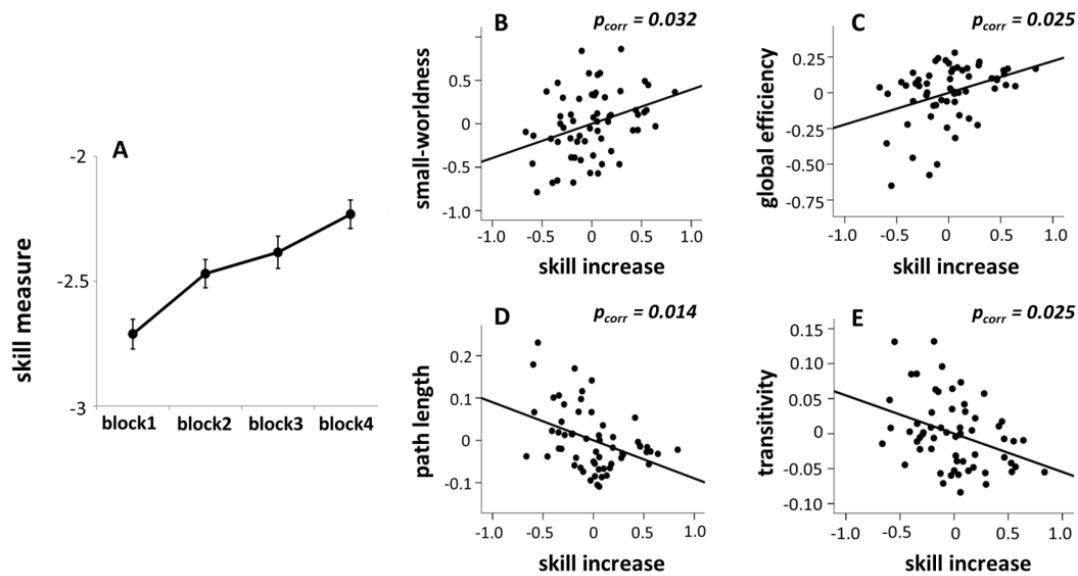 A
skill measure
-2
-2.5
-3
block1 block2 block3 block4
B
p_corr = 0.032
small-worldness
0.5
0
-0.5
-1.0
-1.0 -0.5 0 0.5 1.0
skill increase
C
p_corr = 0.025
global efficiency
0.25
0
-0.25
-0.50
-0.75
-1.0 -0.5 0 0.5 1.0
skill increase
D
p_corr = 0.014
path length
0.2
0.1
0
-0.1
-1.0 -0.5 0 0.5 1.0
skill increase
E
p_corr = 0.025
transitivity
0.15
0.10
0.05
0
-0.05
-0.10
-1.0 -0.5 0 0.5 1.0
skill increase